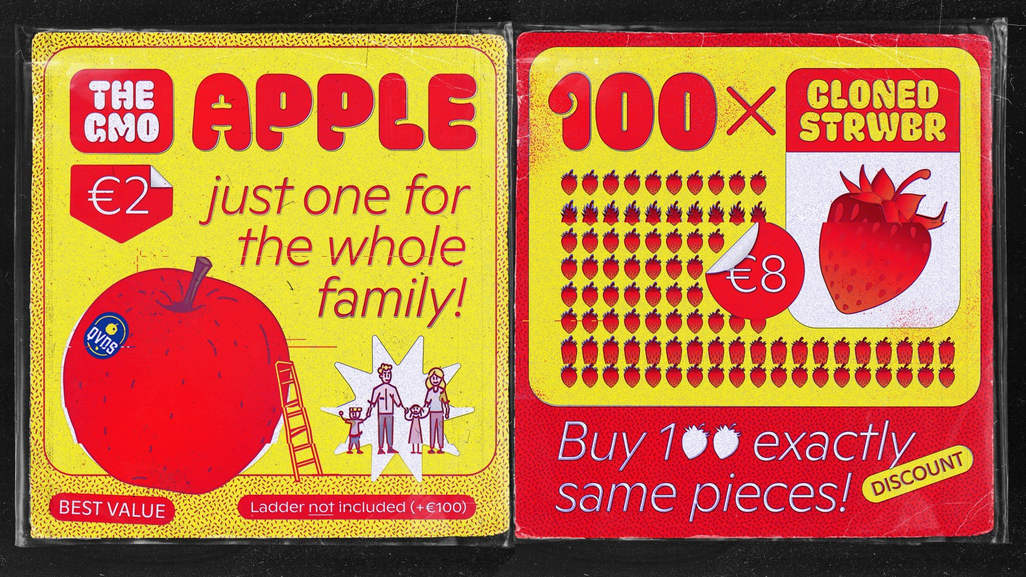 THE
GMO
APPLE
€2
just one for
the whole
family!
QVDS
BEST VALUE
Ladder not included (+€100)
100×
CLONED
STRWBR
€8
Buy 100 exactly
same pieces!
DISCOUNT